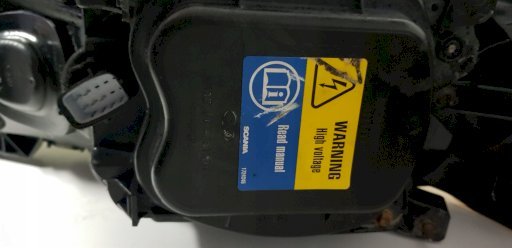 WARNING
High voltage
Read manual
SCANIA